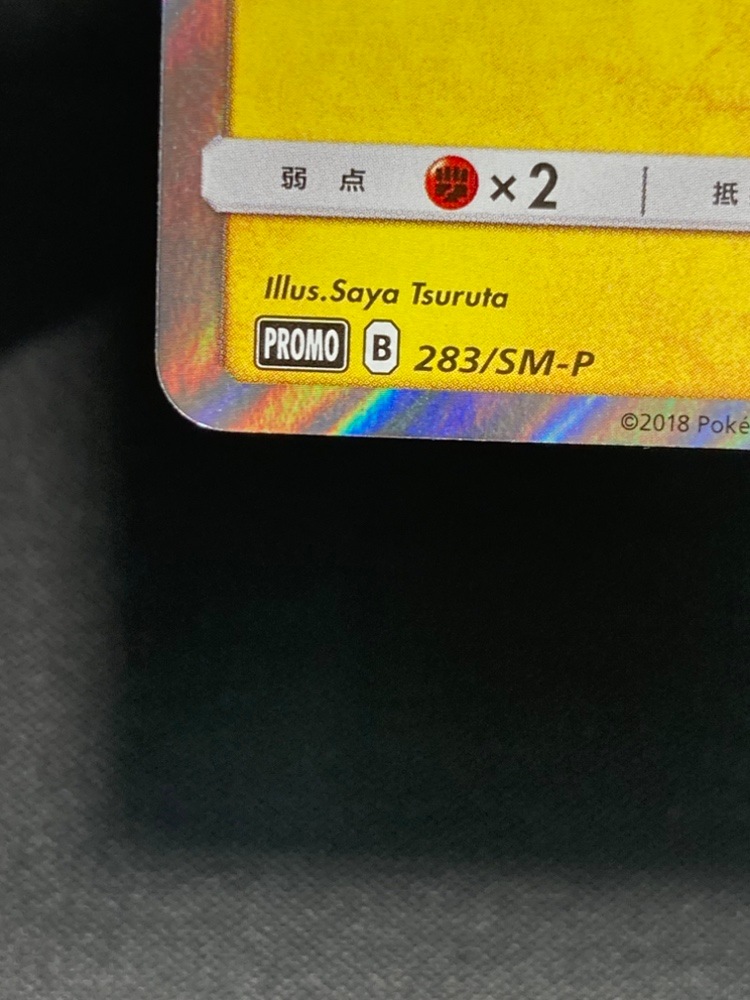 弱点 ×2 抵
Illus.Saya Tsuruta
PROMO B 283/SM-P
©2018 Poké